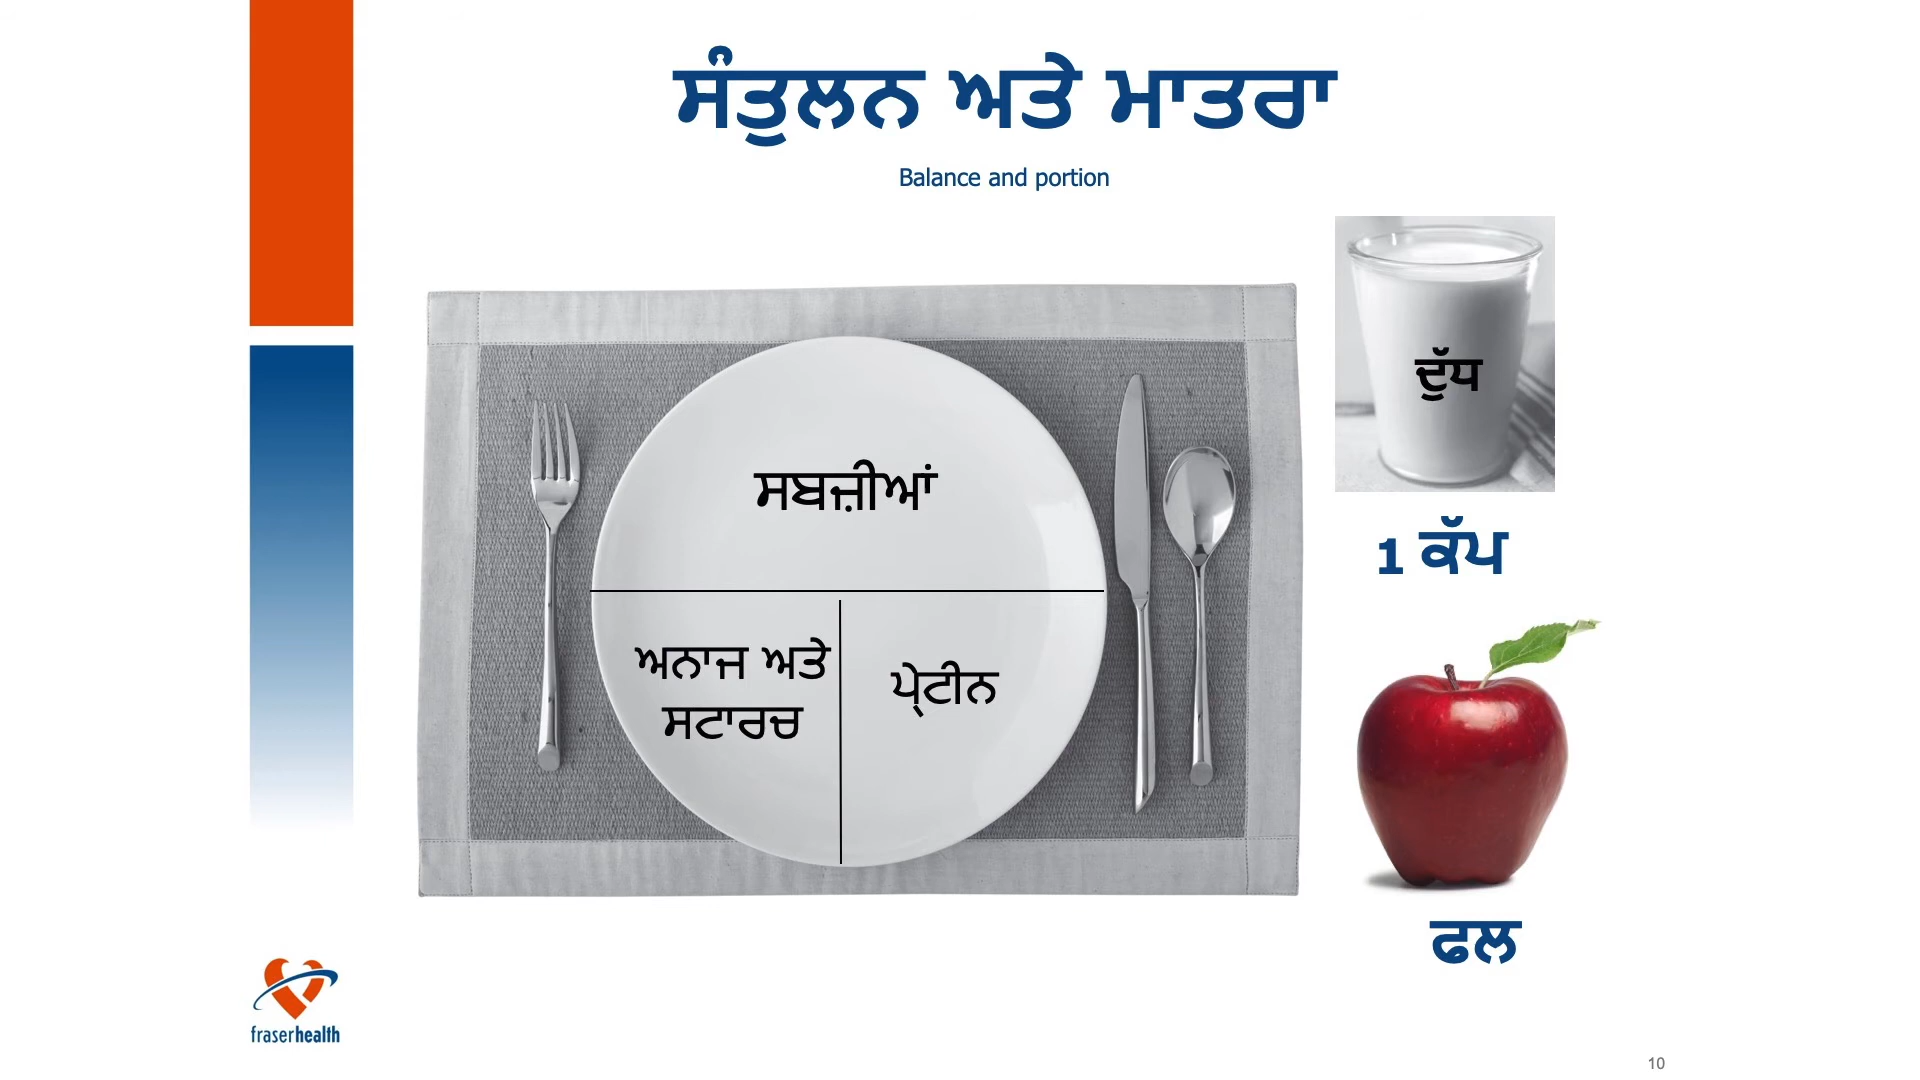 ਸੰਤੁਲਨ ਅਤੇ ਮਾਤਰਾ
Balance and portion
ਦੁੱਧ
ਸਬਜ਼ੀਆਂ
1 ਕੱਪ
ਅਨਾਜ ਅਤੇ
ਸਟਾਰਚ
ਪ੍ਰੇਟੀਨ
ਫਲ
fraserhealth
10